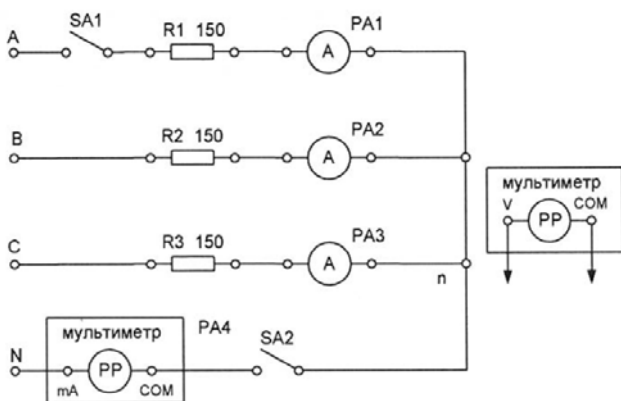 A SA1 R1 150 A PA1
B R2 150 A PA2
мультиметр
V PP COM
C R3 150 A PA3
n
мультиметр PA4 SA2
N PP
mA COM